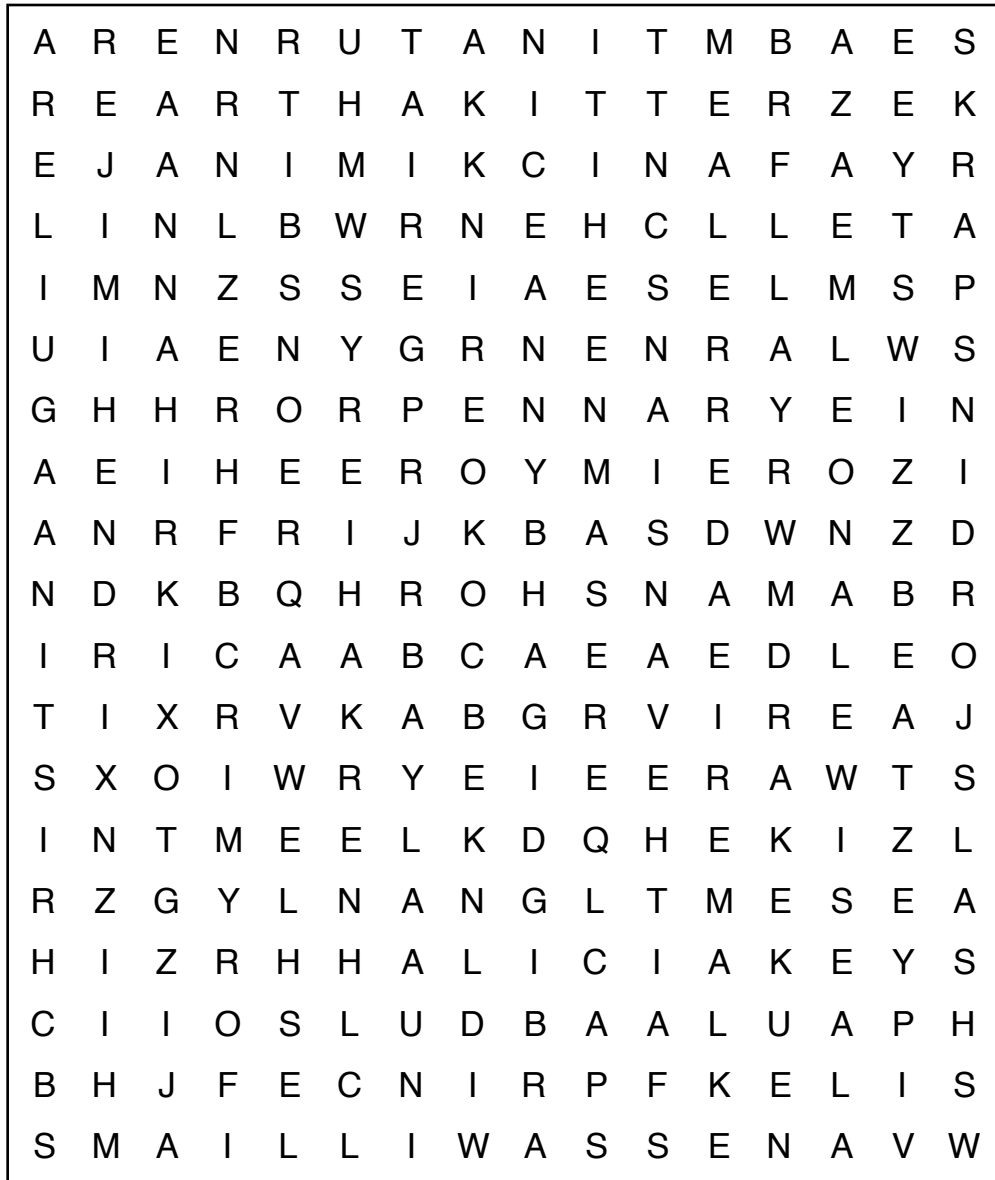 A R E N R U T A N I T M B A E S
R E A R T H A K I T T E R Z E K
E J A N I M I K C I N A F A Y R
L I N L B W R N E H C L L E T A
I M N Z S S E I A E S E L M S P
U I A E N Y G R N E N R A L W S
G H H R O R P E N N A R Y E I N
A E I H E E R O Y M I E R O Z I
A N R F R I J K B A S D W N Z D
N D K B Q H R O H S N A M A B R
I R I C A A B C A E A E D L E O
T I X R V K A B G R V I R E A J
S X O I W R Y E I E E R A W T S
I N T M E E L K D Q H E K I Z L
R Z G Y L N A N G L T M E S E A
H I Z R H H A L I C I A K E Y S
C I I O S L U D B A A L U A P H
B H J F E C N I R P F K E L I S
S M A I L L I W A S S E N A V W